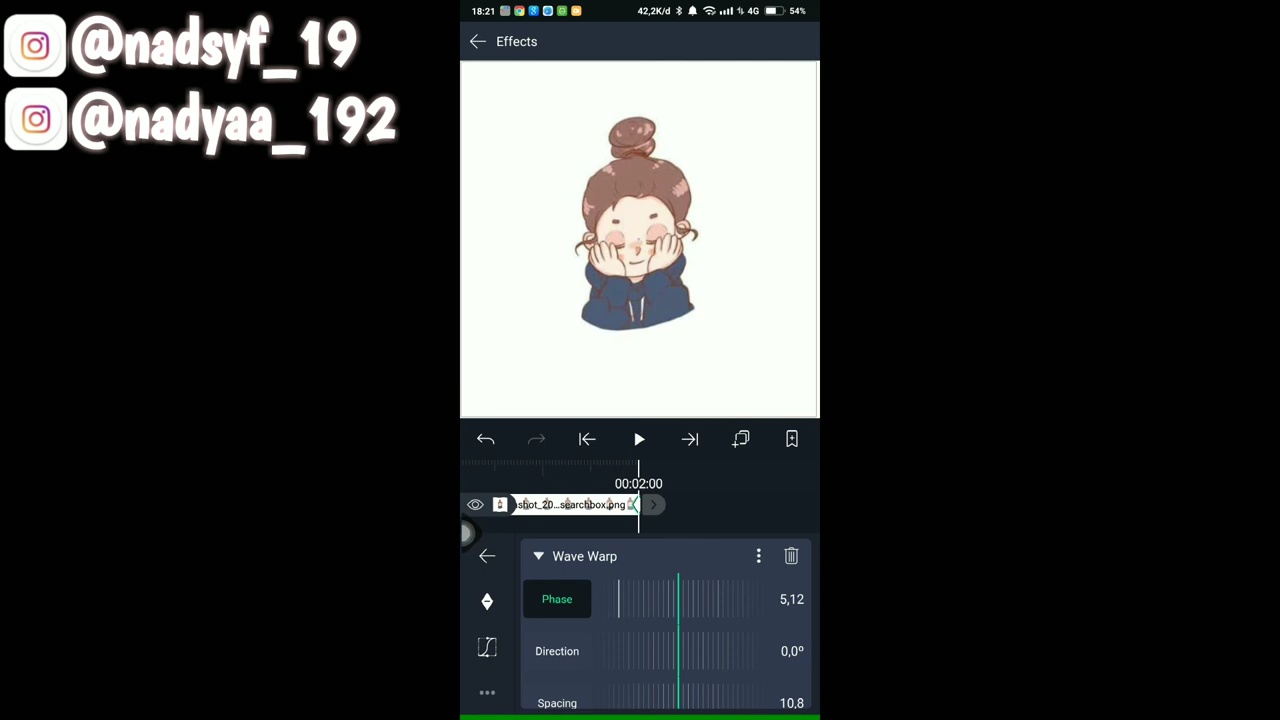 @nadsyf_19
@nadyaa_192
18:21
42,2K/d
4G
54%
Effects
00:02:00
shot_20...searchbox.png
Wave Warp
Phase
5,12
Direction
0,0º
Spacing
10,8